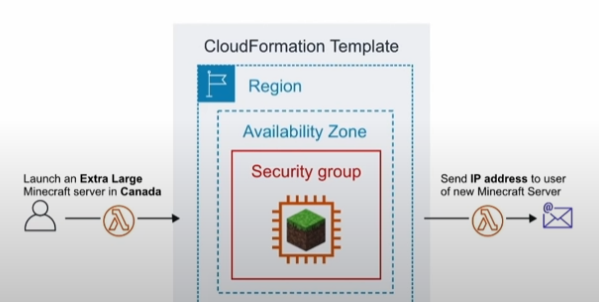 CloudFormation Template
Region
Availability Zone
Security group
Launch an Extra Large
Minecraft server in Canada
Send IP address to user
of new Minecraft Server